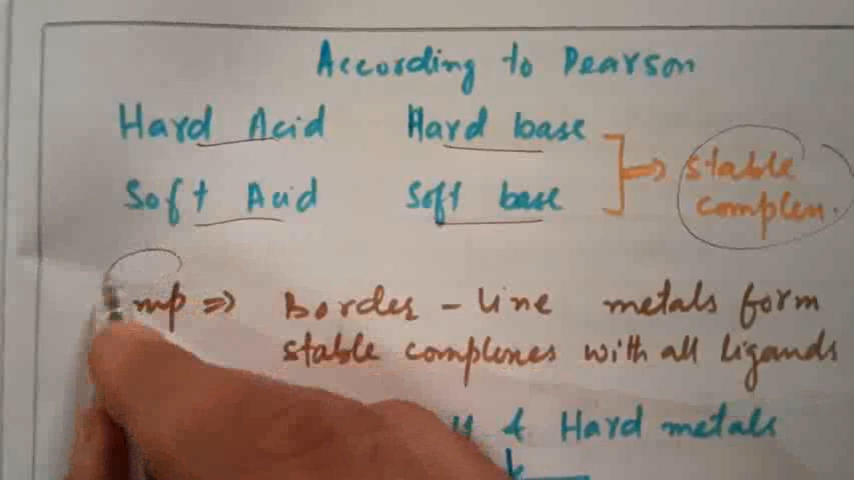 According to Pearson
Hard Acid Hard base
Soft Acid Soft base
⇒ stable
complen.
mp ⇒ Border-line metals form
stable complexes with all ligands
& Hard metals